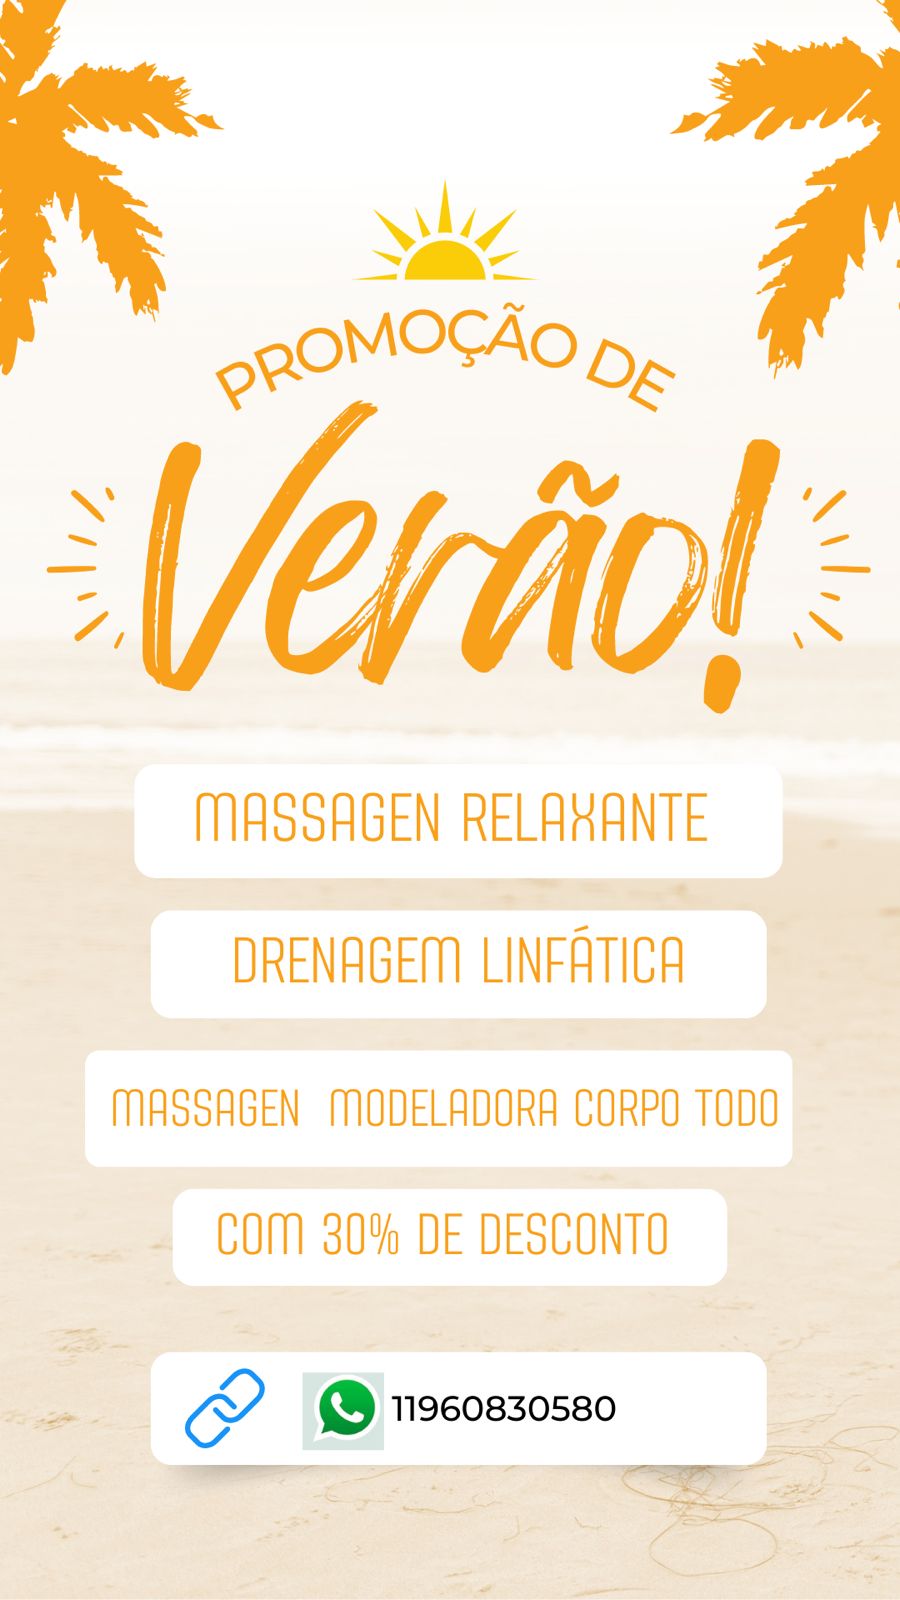 PROMOÇÃO DE
Verão!
MASSAGEN RELAXANTE
DRENAGEM LINFÁTICA
MASSAGEN MODELADORA CORPO TODO
COM 30% DE DESCONTO
11960830580